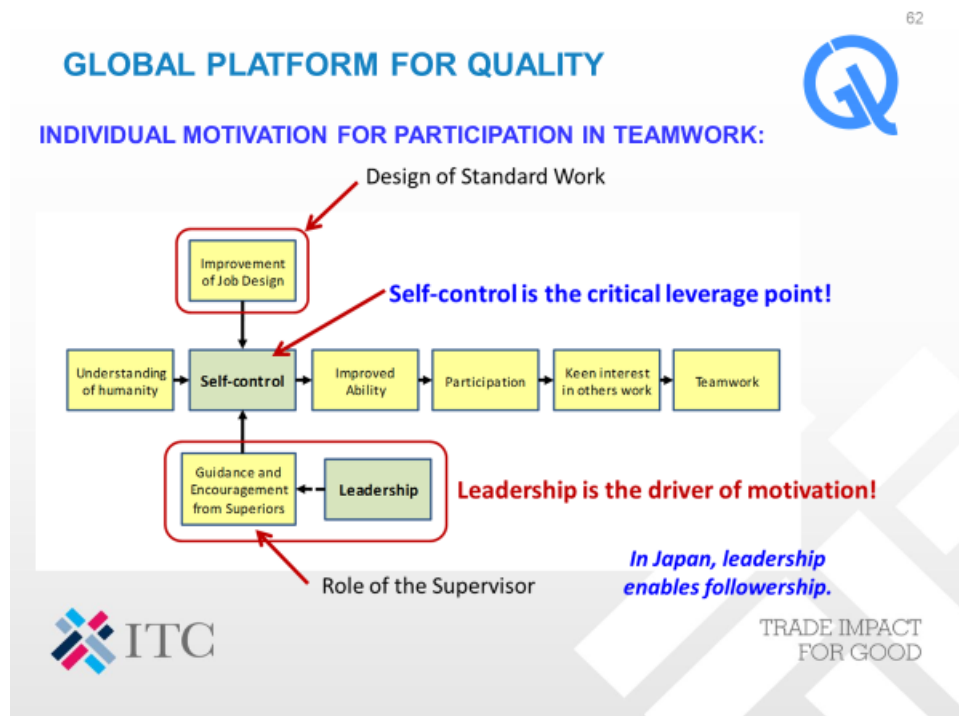 62
GLOBAL PLATFORM FOR QUALITY
INDIVIDUAL MOTIVATION FOR PARTICIPATION IN TEAMWORK:
Design of Standard Work
Improvement
of Job Design
Self-control is the critical leverage point!
Understanding
of humanity
Self-control
Improved
Ability
Participation
Keen interest
in others work
Teamwork
Guidance and
Encouragement
from Superiors
Leadership
Leadership is the driver of motivation!
Role of the Supervisor
In Japan, leadership
enables followership.
ITC
TRADE IMPACT
FOR GOOD